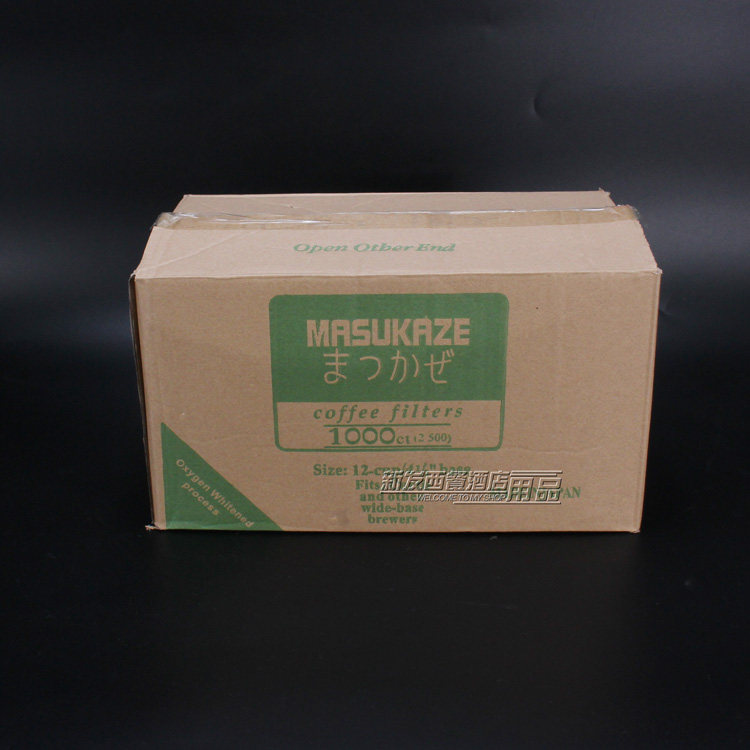 Open Other End
MASUKAZE
まつかぜ
coffee filters
1000ct (2 500)
Size: 12-cup base
Fits
and other
wide-base
brewers
Oxygen Whitened
process
新发西餐酒店用品
WELCOME TO MY SHOP